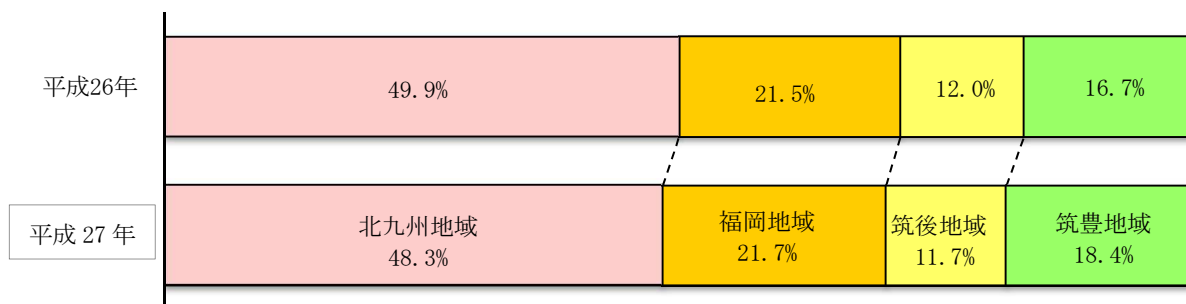 平成26年
49.9%
21.5%
12.0%
16.7%
平成 27 年
北九州地域
48.3%
福岡地域
21.7%
筑後地域
11.7%
筑豊地域
18.4%